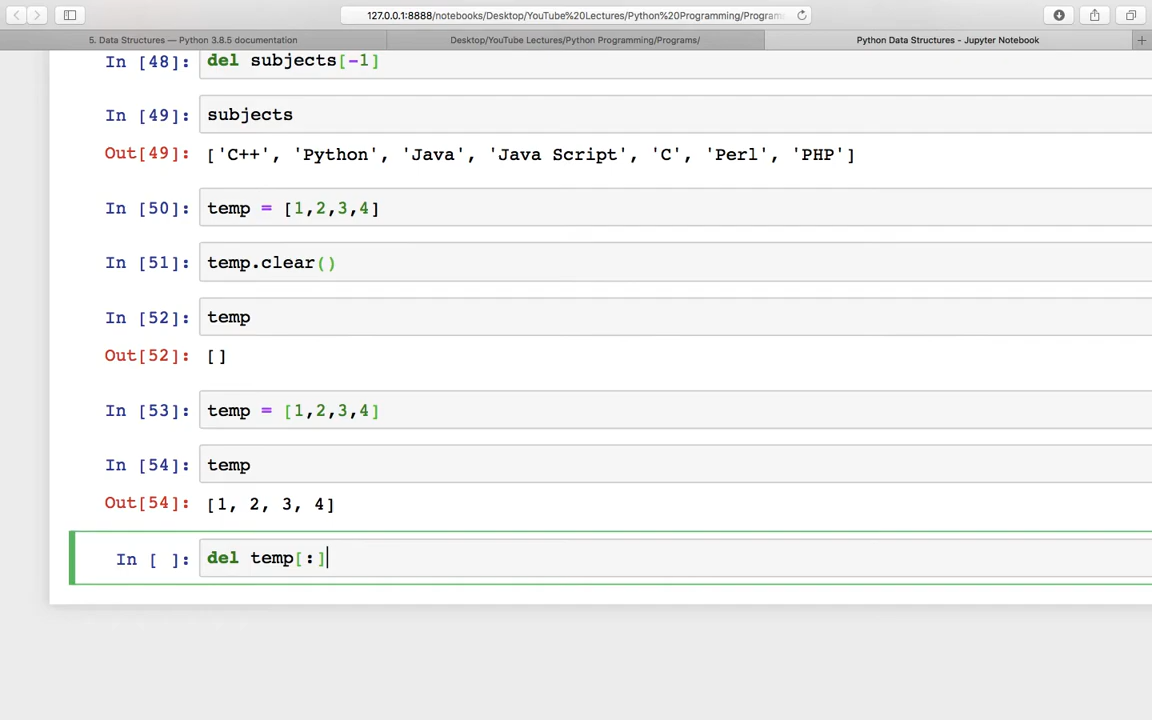 127.0.0.1:8888/notebooks/Desktop/YouTube%20Lectures/Python%20Programming/Program
5. Data Structures — Python 3.8.5 documentation
Desktop/YouTube Lectures/Python Programming/Programs/
Python Data Structures - Jupyter Notebook
In [48]: del subjects[-1]
In [49]: subjects
Out[49]: ['C++', 'Python', 'Java', 'Java Script', 'C', 'Perl', 'PHP']
In [50]: temp = [1,2,3,4]
In [51]: temp.clear()
In [52]: temp
Out[52]: []
In [53]: temp = [1,2,3,4]
In [54]: temp
Out[54]: [1, 2, 3, 4]
In [ ]: del temp[:]